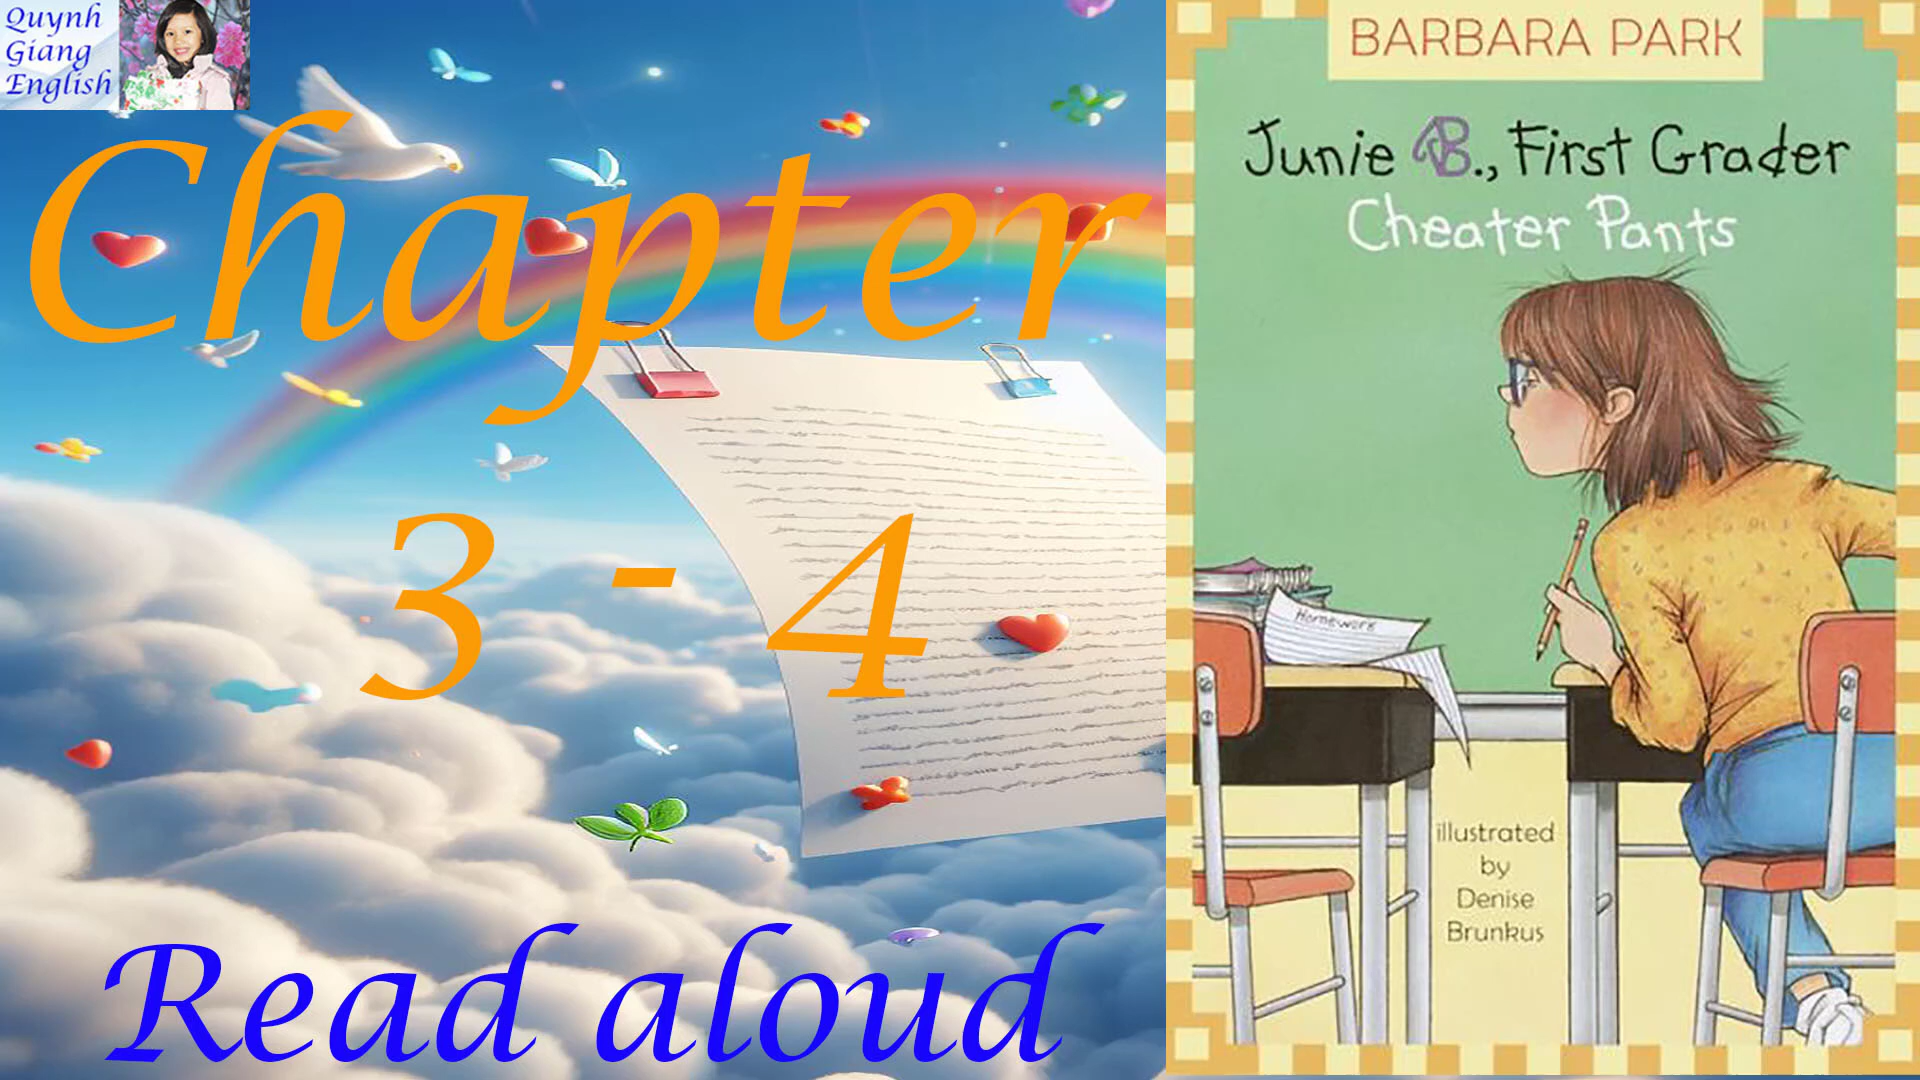 Quynh
Giang
English
Chapter
3 - 4
Read aloud
BARBARA PARK
Junie B., First Grader
Cheater Pants
Homework
illustrated
by
Denise
Brunkus